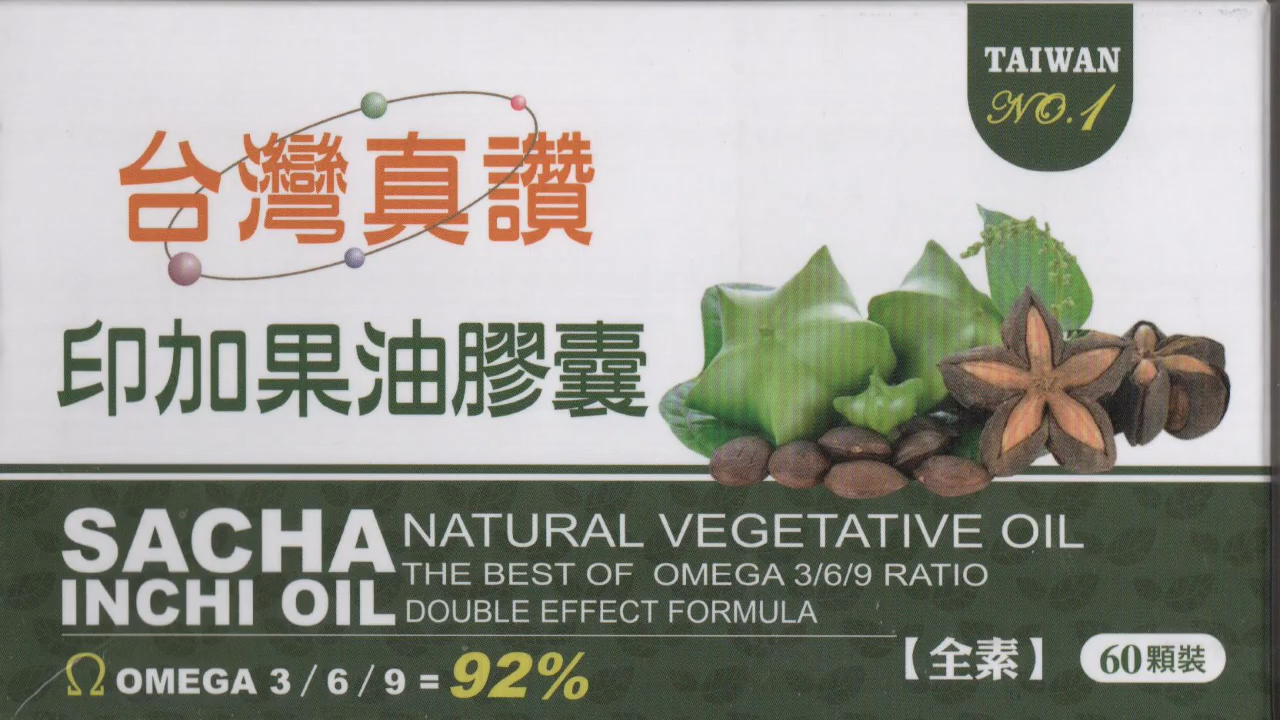 TAIWAN
NO.1
台灣真讚
印加果油膠囊
SACHA
INCHI OIL
NATURAL VEGETATIVE OIL
THE BEST OF OMEGA 3/6/9 RATIO
DOUBLE EFFECT FORMULA
Ω OMEGA 3 / 6 / 9 = 92%
【全素】
60顆裝